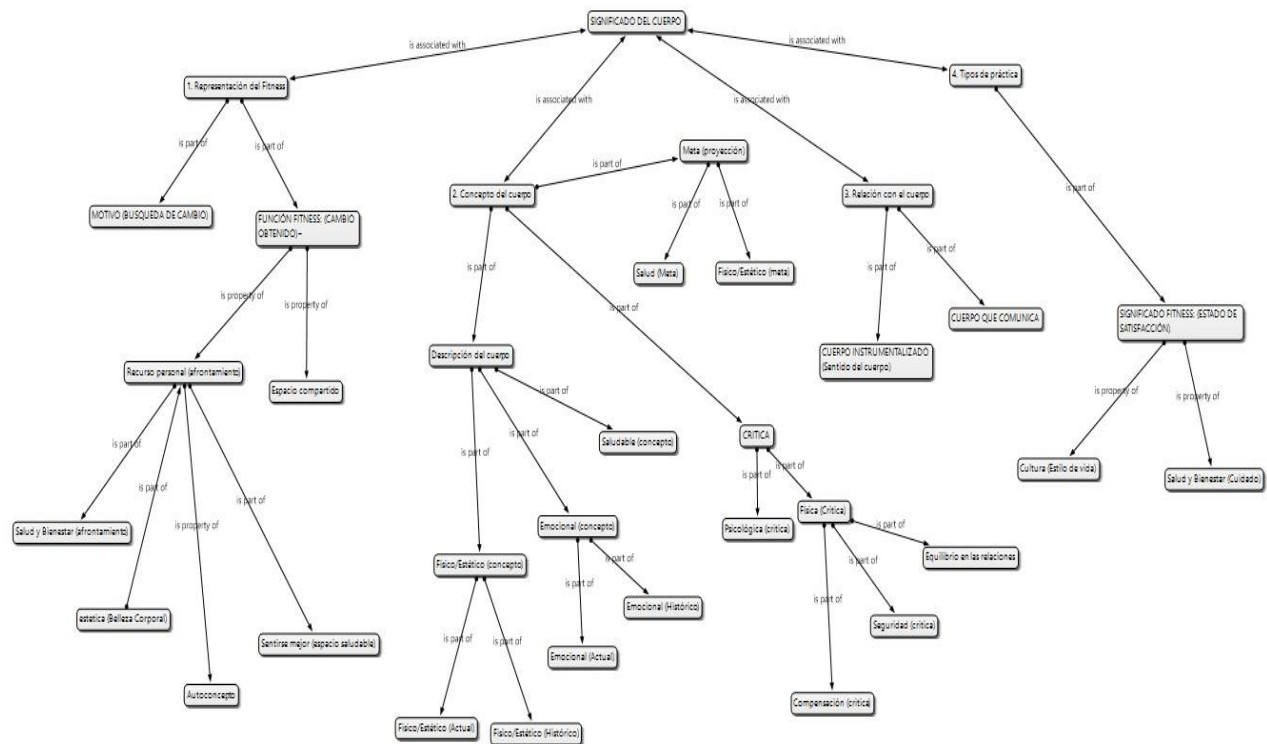 SIGNIFICADO DEL CUERPO
is associated with
is associated with
is associated with
is associated with
1. Representación del Fitness
4. Tipos de práctica
is part of
is part of
Meta (proyección)
is part of
2. Concepto del cuerpo
3. Relación con el cuerpo
is part of
is part of
is part of
MOTIVO (BUSQUEDA DE CAMBIO)
FUNCIÓN FITNESS: (CAMBIO
OBTENIDO)~
Salud (Meta)
Físico/Estético (meta)
is part of
is part of
is part of
is part of
is property of
is property of
CUERPO QUE COMUNICA
SIGNIFICADO FITNESS: (ESTADO DE
SATISFACCIÓN)
Descripción del cuerpo
CUERPO INSTRUMENTALIZADO
(Sentido del cuerpo)
Recurso personal (afrontamiento)
Espacio compartido
is part of
is part of
is part of
is property of
is property of
Saludable (concepto)
CRITICA
is part of
is part of
is part of
is property of
is part of
is part of
Cultura (Estilo de vida)
Salud y Bienestar (Cuidado)
Salud y Bienestar (afrontamiento)
Emocional (concepto)
Psicológica (critica)
Física (Critica)
is part of
Equilibrio en las relaciones
Físico/Estético (concepto)
is part of
is part of
is part of
estetica (Belleza Corporal)
Emocional (Histórico)
Seguridad (critica)
is part of
is part of
Sentirse mejor (espacio saludable)
Emocional (Actual)
Autoconcepto
Compensación (critica)
Físico/Estético (Actual)
Físico/Estético (Histórico)